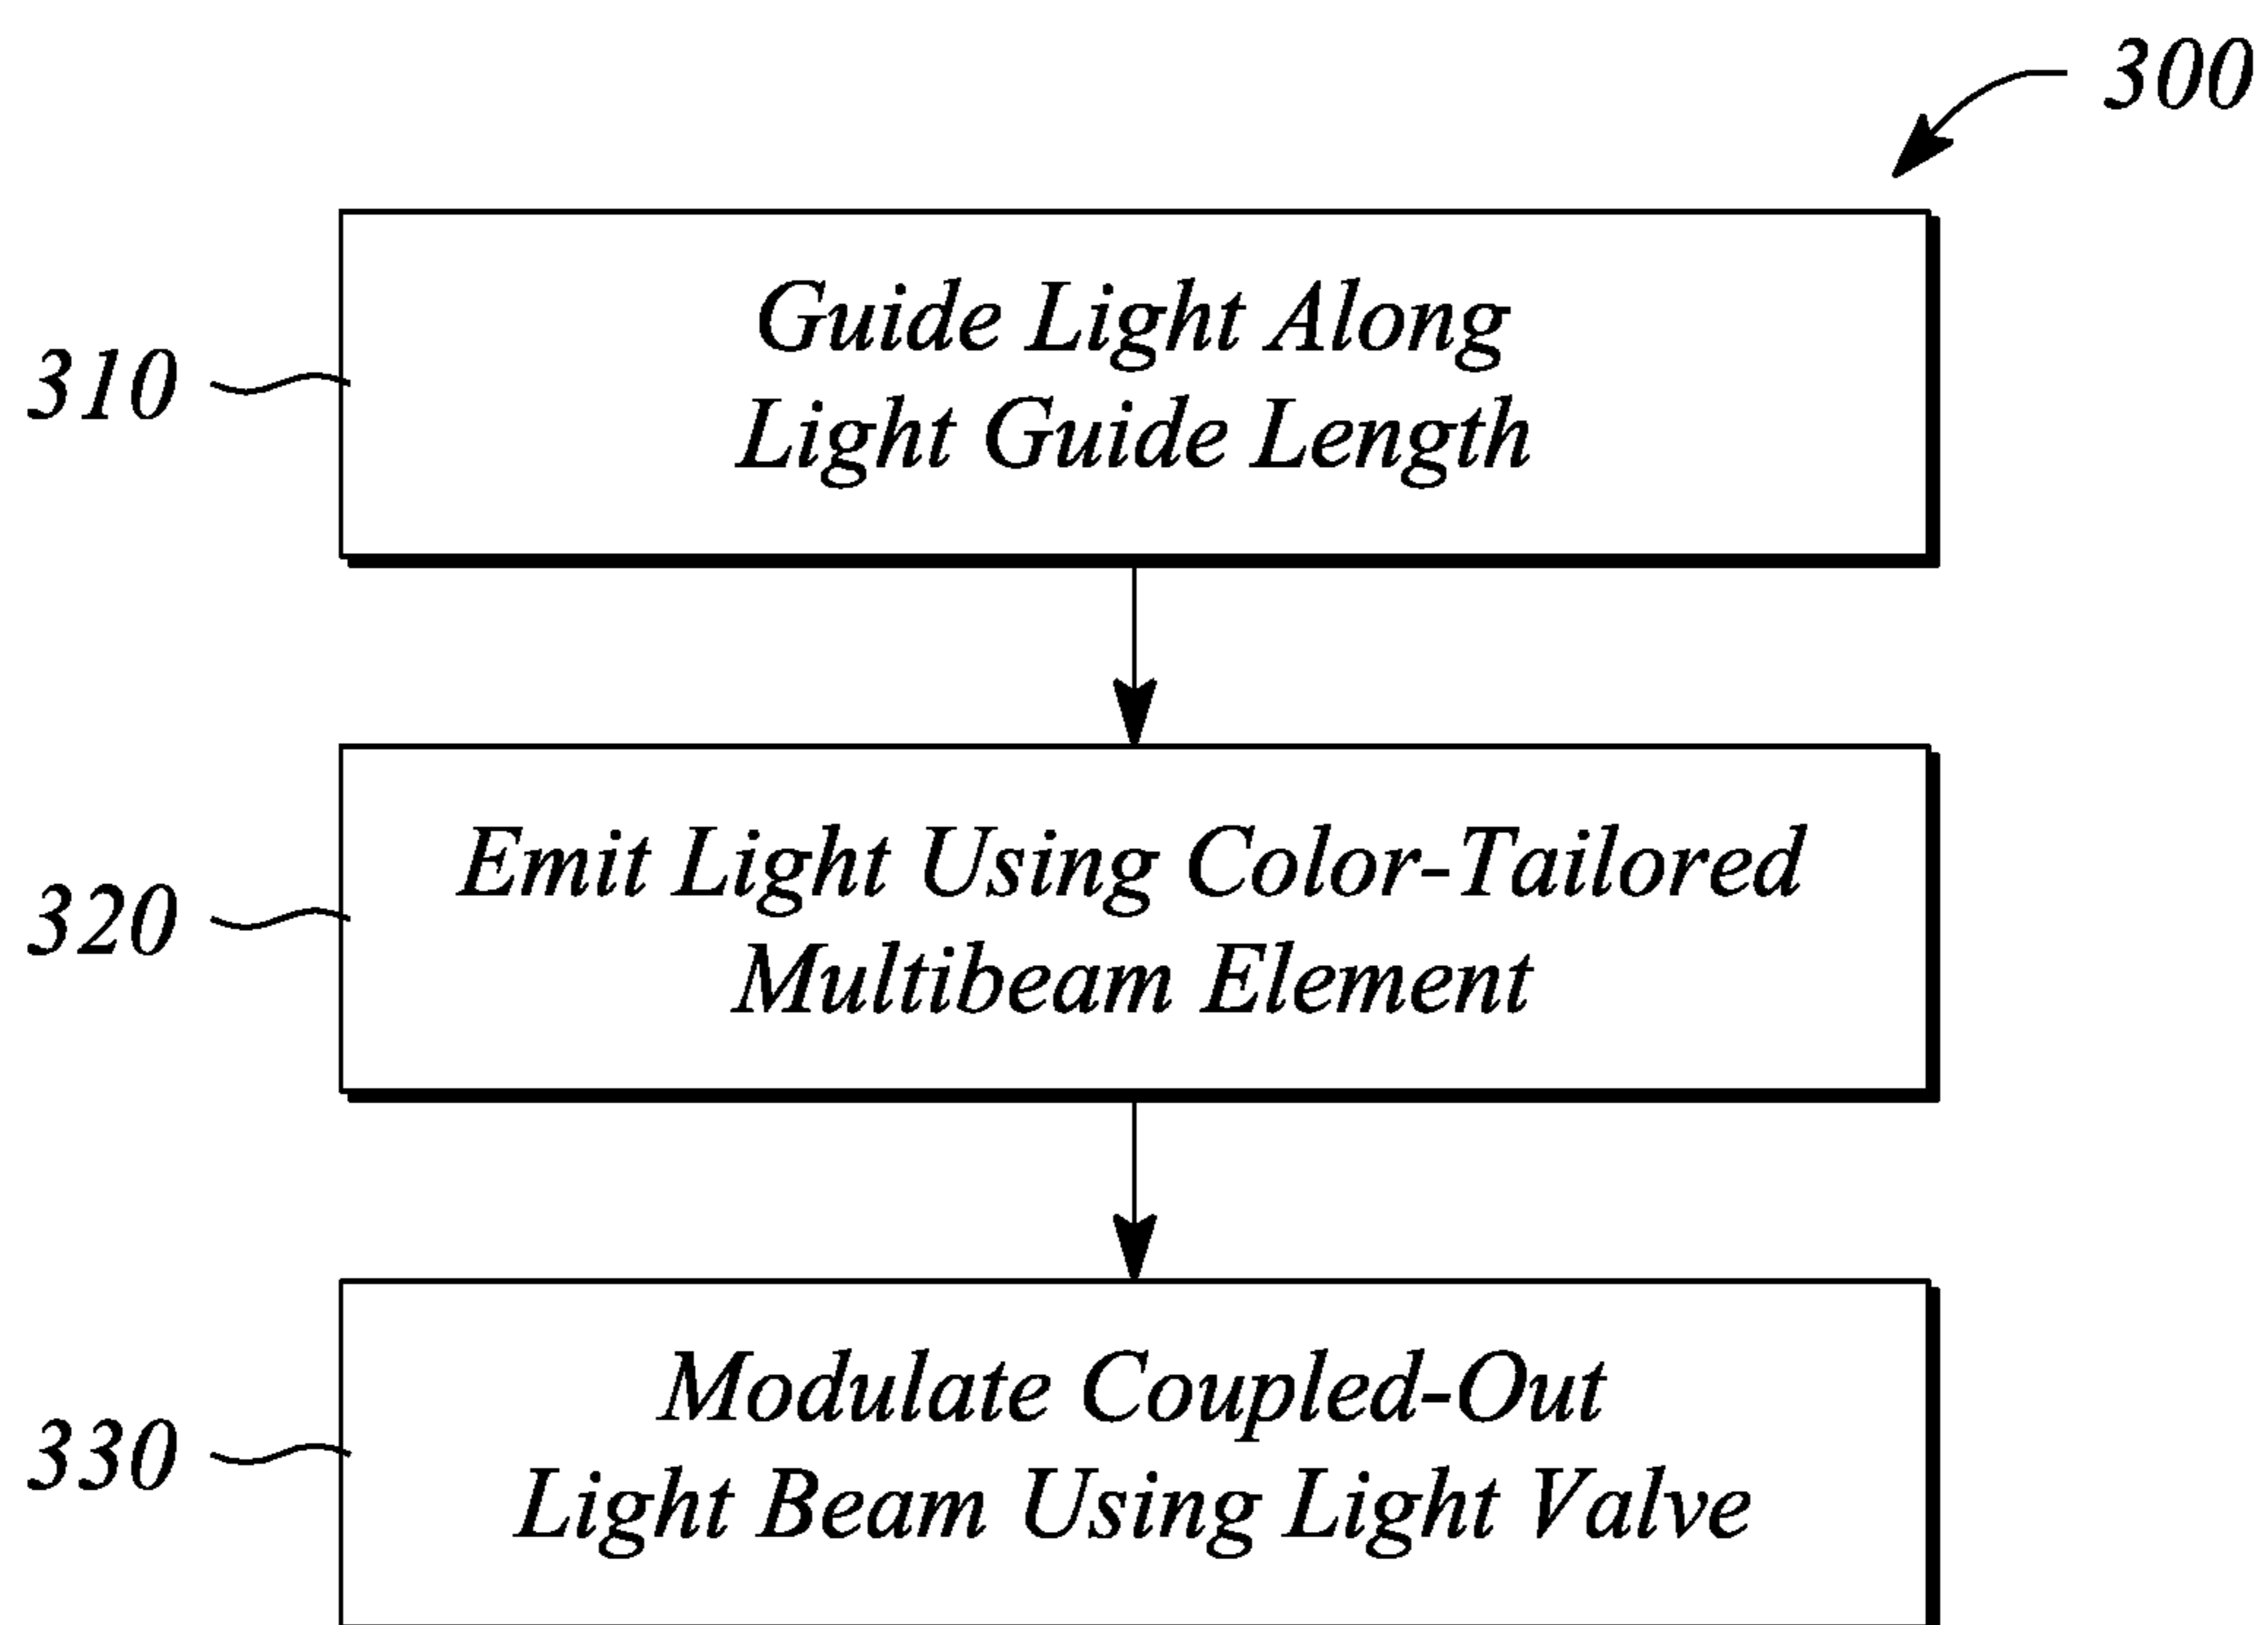 300
310
Guide Light Along
Light Guide Length
320
Emit Light Using Color-Tailored
Multibeam Element
330
Modulate Coupled-Out
Light Beam Using Light Valve